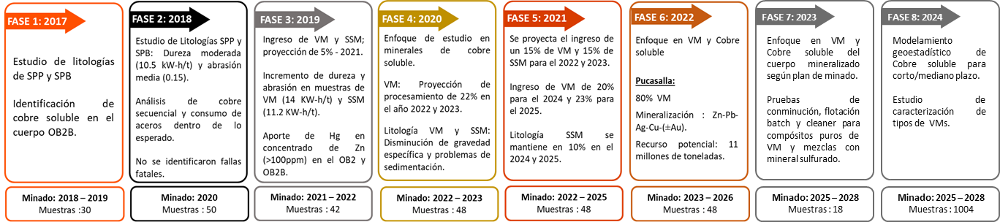 FASE 1: 2017
Estudio de litologías
de SPP y SPB
Identificación de
cobre soluble en el
cuerpo OB2B.
Minado: 2018 – 2019
Muestras :30
FASE 2: 2018
Estudio de Litologías SPP y
SPB: Dureza moderada
(10.5 kW-h/t) y abrasión
media (0.15).
Análisis de cobre
secuencial y consumo de
aceros dentro de lo
esperado.
No se identificaron fallas
fatales.
Minado: 2020
Muestras : 50
FASE 3: 2019
Ingreso de VM y SSM;
proyección de 5% - 2021.
Incremento de dureza y
abrasión en muestras de
VM (14 KW-h/t) y SSM
(11.2 KW-h/t).
Aporte de Hg en
concentrado de Zn
(>100ppm) en el OB2 y
OB2B.
Minado: 2021 – 2022
Muestras : 42
FASE 4: 2020
Enfoque de estudio en
minerales de cobre
soluble.
VM: Proyección de
procesamiento de 22% en
el año 2022 y 2023.
Litología VM y SSM:
Disminución de gravedad
específica y problemas de
sedimentación.
Minado: 2022 – 2023
Muestras : 48
FASE 5: 2021
Se proyecta el ingreso de
un 15% de VM y 15% de
SSM para el 2022 y 2023.
Ingreso de VM de 20%
para el 2024 y 23% para
el 2025.
Litología SSM se
mantiene en 10% en el
2024 y 2025.
Minado: 2022 – 2025
Muestras : 48
FASE 6: 2022
Enfoque en VM y Cobre
soluble
Pucasalla:
80% VM
Mineralización : Zn-Pb-
Ag-Cu-(±Au).
Recurso potencial: 11
millones de toneladas.
Minado: 2023 – 2026
Muestras : 48
FASE 7: 2023
Enfoque en VM y
Cobre soluble del
cuerpo mineralizado
según plan de minado.
Pruebas de
conminución, flotación
batch y cleaner para
compósitos puros de
VM y mezclas con
mineral sulfurado.
Minado: 2025 – 2028
Muestras : 18
FASE 8: 2024
Modelamiento
geoestadístico de
Cobre soluble para
corto/mediano plazo.
Estudio de
caracterización de
tipos de VMs.
Minado: 2025 – 2028
Muestras : 1004